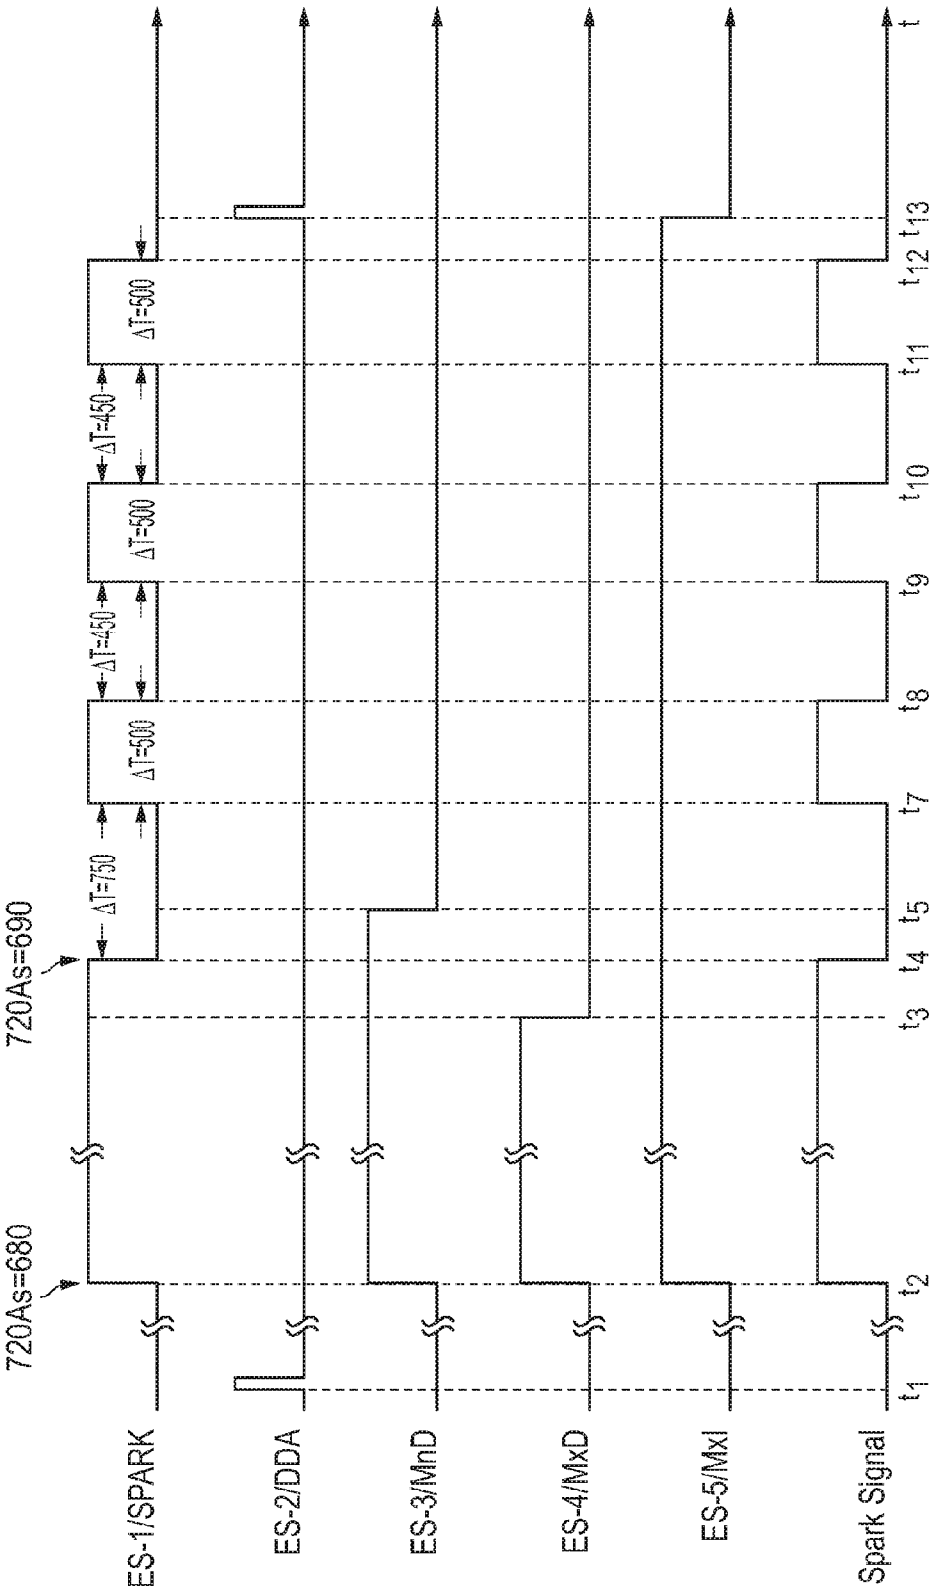 720As=680
720As=690
ES-1/SPARK
ΔT=750
ΔT=500
ΔT=450
ΔT=500
ΔT=450
ΔT=500
ES-2/DDA
ES-3/MnD
ES-4/MxD
ES-5/MxI
Spark Signal
t1 t2 t3 t4 t5 t7 t8 t9 t10 t11 t12 t13 t